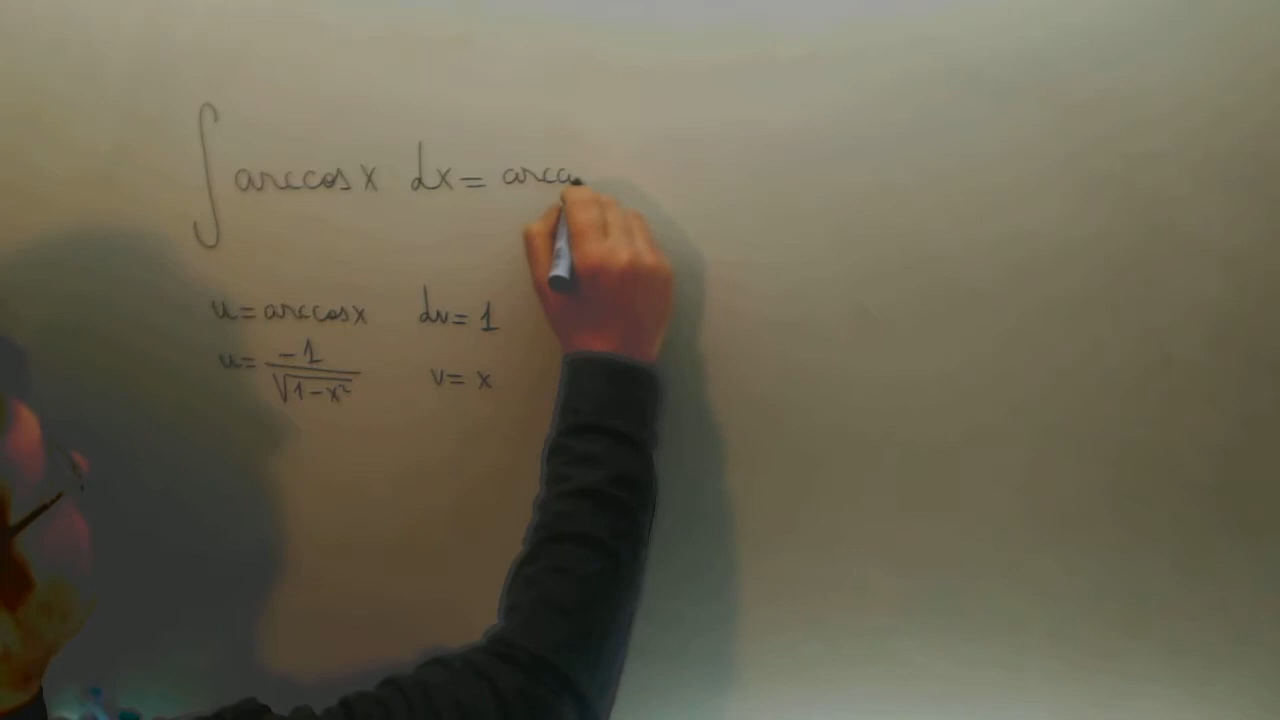 ∫ arccos x dx = arcc
u = arccos x dv = 1
u = -1/√(1-x²) v = x